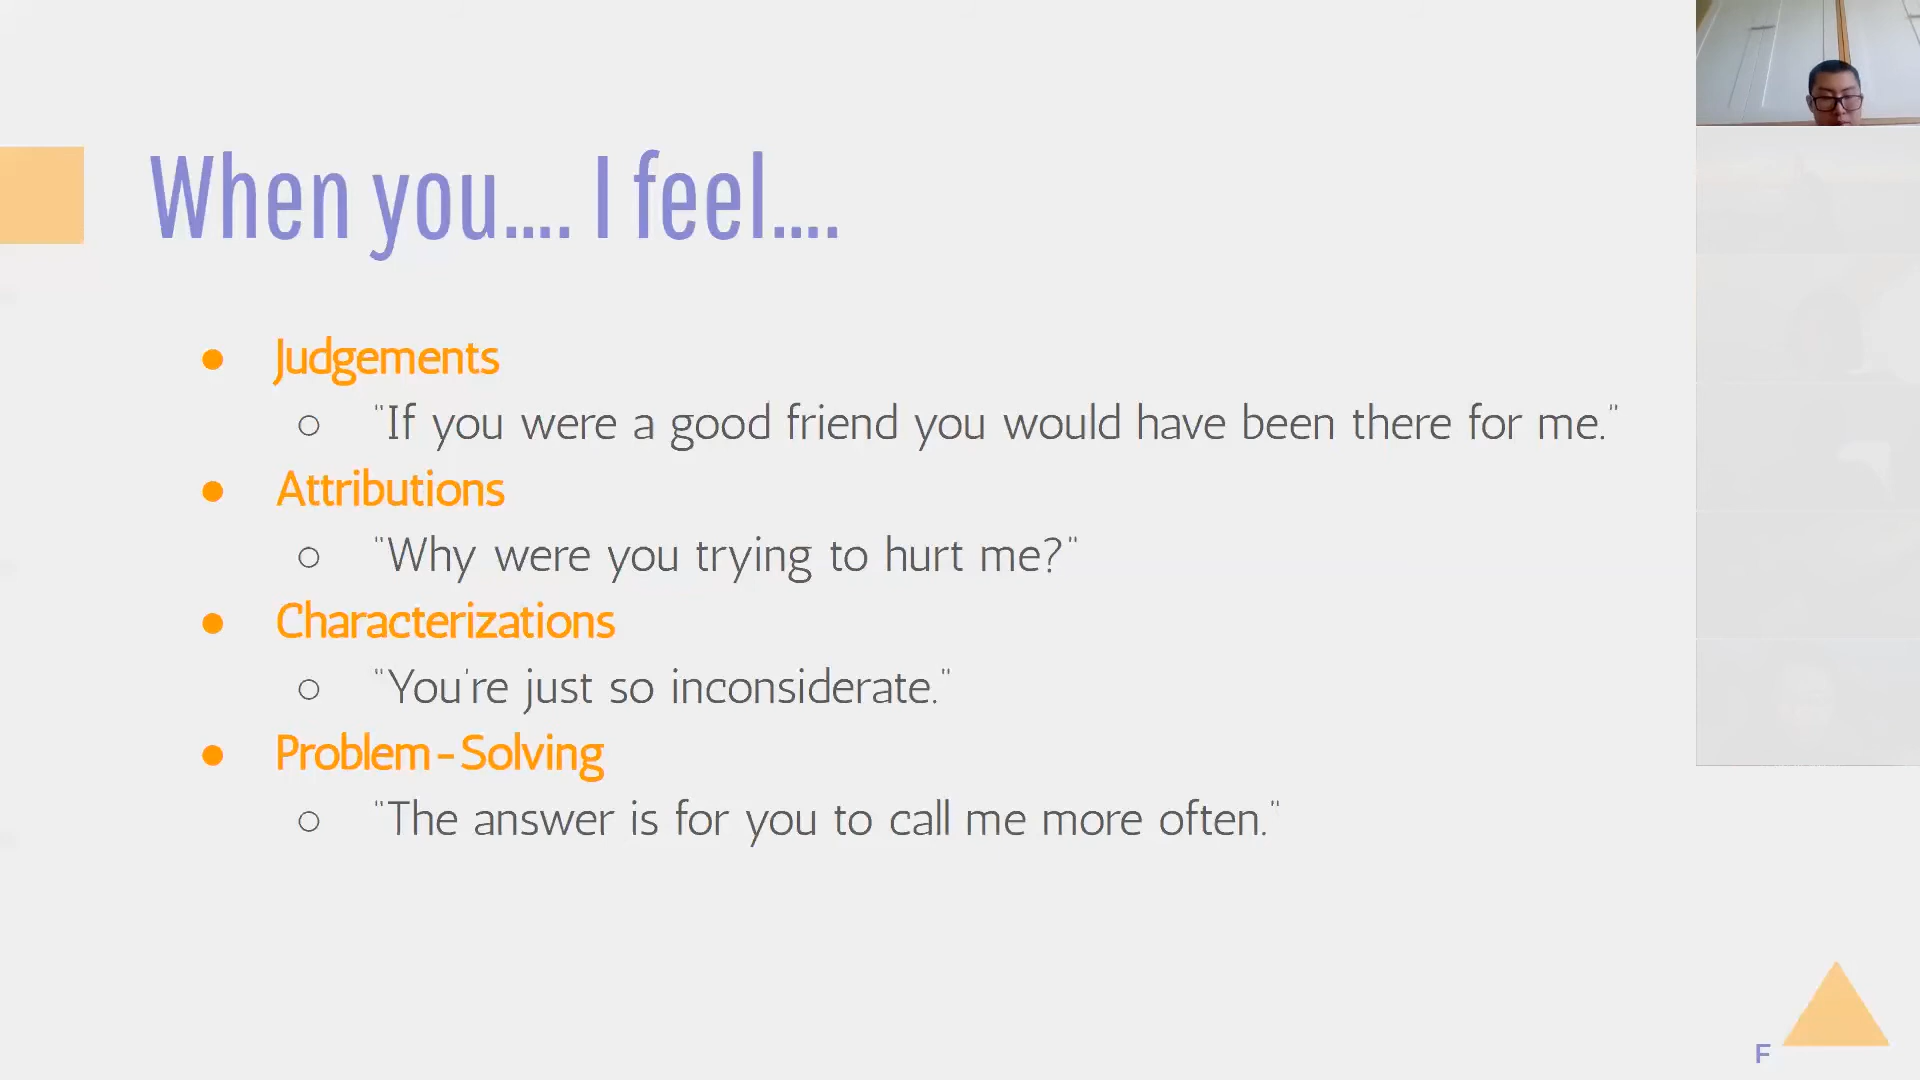 When you.... I feel....
● Judgements
○ "If you were a good friend you would have been there for me."
● Attributions
○ "Why were you trying to hurt me?"
● Characterizations
○ "You're just so inconsiderate."
● Problem-Solving
○ "The answer is for you to call me more often."
F